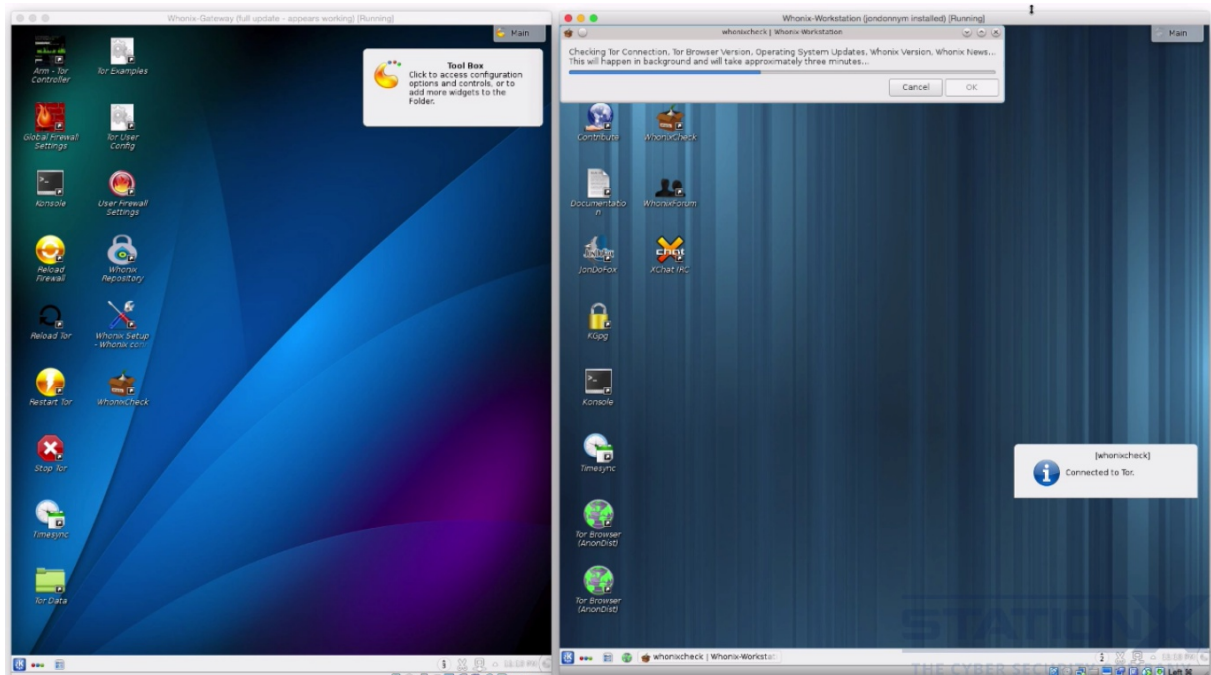 Whonix-Gateway (full update - appears working) [Running]
Main
Tool Box
Click to access configuration
options and controls, or to
add more widgets to the
Folder.
Arm - Tor
Controller
Tor Examples
Global Firewall
Settings
Tor User
Config
Konsole
User Firewall
Settings
Reload
Firewall
Whonix
Repository
Reload Tor
Whonix Setup
- Whonix con
Restart Tor
WhonixCheck
Stop Tor
Timesync
Tor Data
Whonix-Workstation (jondonnym installed) [Running]
whonixcheck | Whonix-Workstation
Main
Checking Tor Connection, Tor Browser Version, Operating System Updates, Whonix Version, Whonix News...
This will happen in background and will take approximately three minutes...
Cancel
OK
Contribute
WhonixCheck
Documentatio
n
WhonixForum
JonDoFox
XChat IRC
KGpg
Konsole
Timesync
Tor Browser
(AnonDist)
Tor Browser
(AnonDist)
[whonixcheck]
Connected to Tor.
STATIONX
THE CYBER SEC
whonixcheck | Whonix-Workstat
Left ⌘